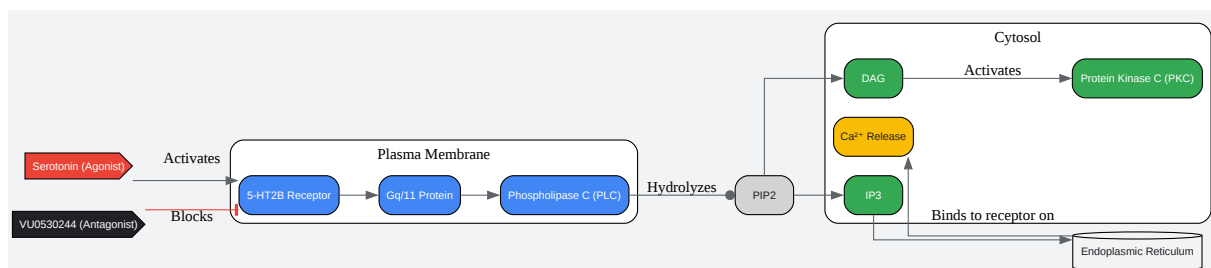 Cytosol
DAG
Activates
Protein Kinase C (PKC)
Ca²⁺ Release
Serotonin (Agonist)
Activates
Plasma Membrane
5-HT2B Receptor
Gq/11 Protein
Phospholipase C (PLC)
Hydrolyzes
PIP2
IP3
VU0530244 (Antagonist)
Blocks
Binds to receptor on
Endoplasmic Reticulum